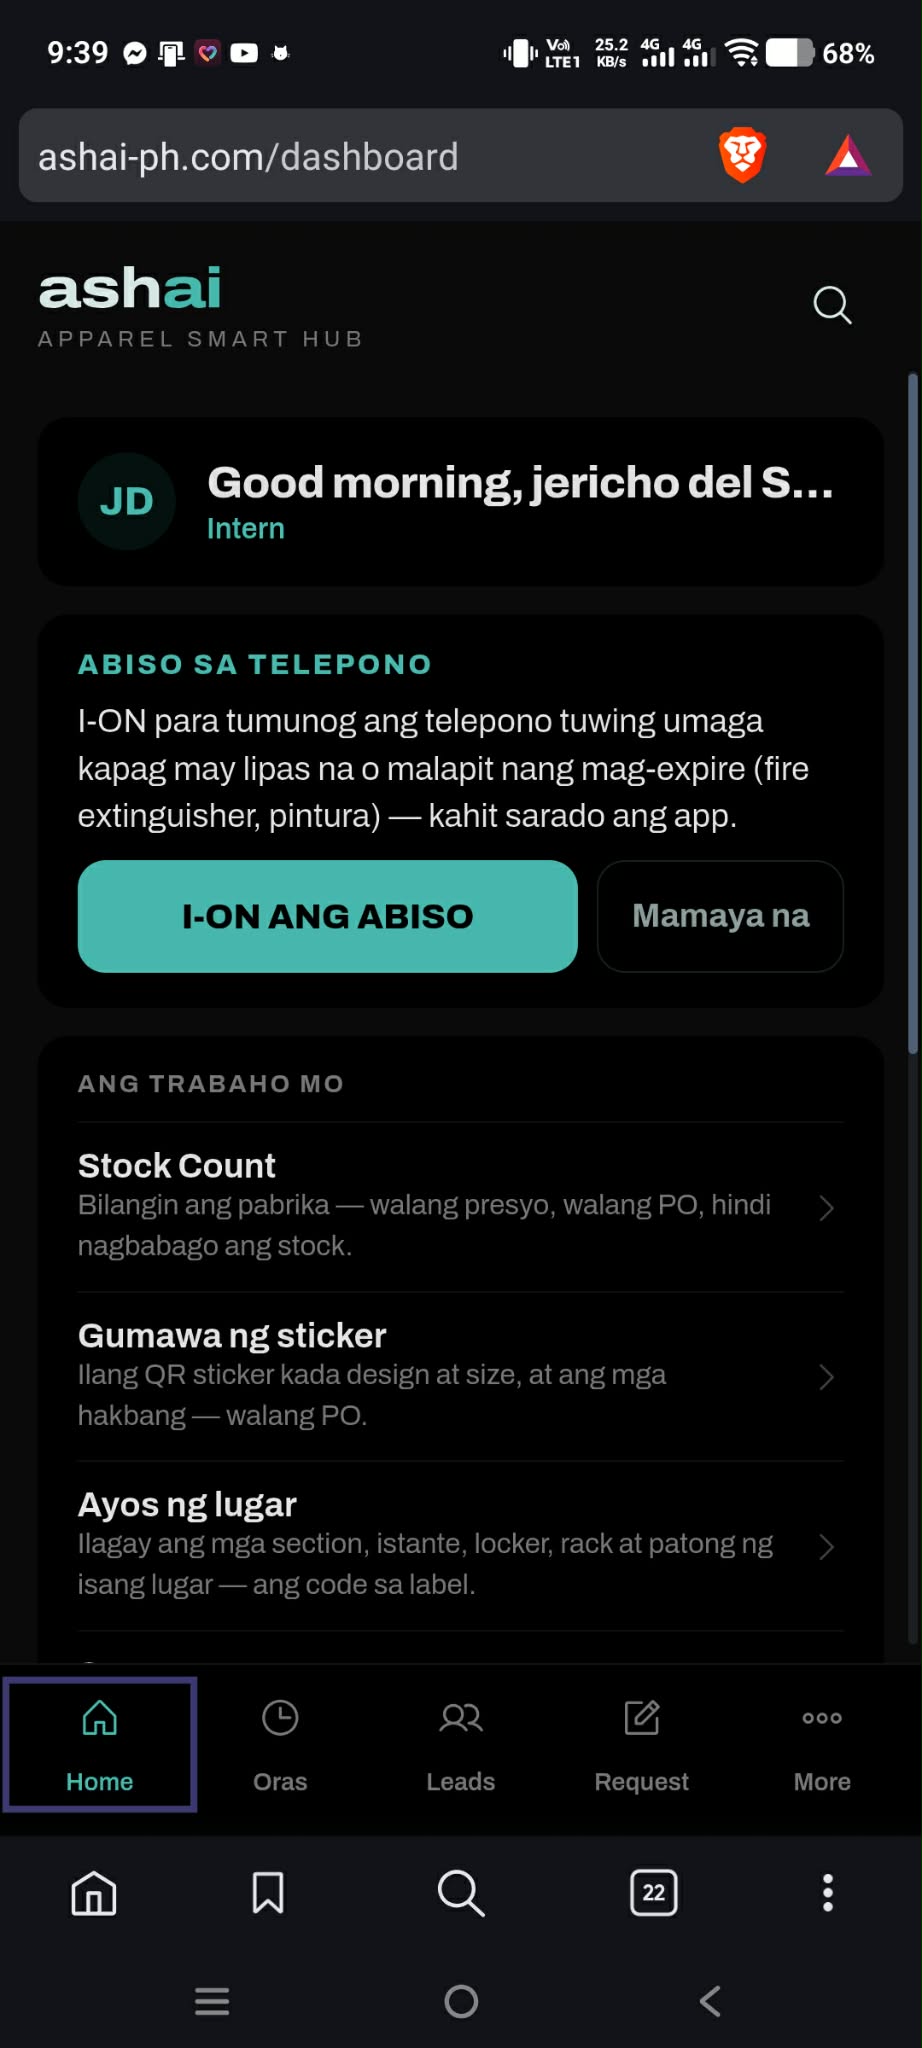 9:39
Vo) LTE1
25.2 KB/s
4G
4G
68%
ashai-ph.com/dashboard
ashai
APPAREL SMART HUB
JD
Good morning, jericho del S...
Intern
ABISO SA TELEPONO
I-ON para tumunog ang telepono tuwing umaga
kapag may lipas na o malapit nang mag-expire (fire
extinguisher, pintura) — kahit sarado ang app.
I-ON ANG ABISO
Mamaya na
ANG TRABAHO MO
Stock Count
Bilangin ang pabrika — walang presyo, walang PO, hindi
nagbabago ang stock.
Gumawa ng sticker
Ilang QR sticker kada design at size, at ang mga
hakbang — walang PO.
Ayos ng lugar
Ilagay ang mga section, istante, locker, rack at patong ng
isang lugar — ang code sa label.
Home
Oras
Leads
Request
More
22